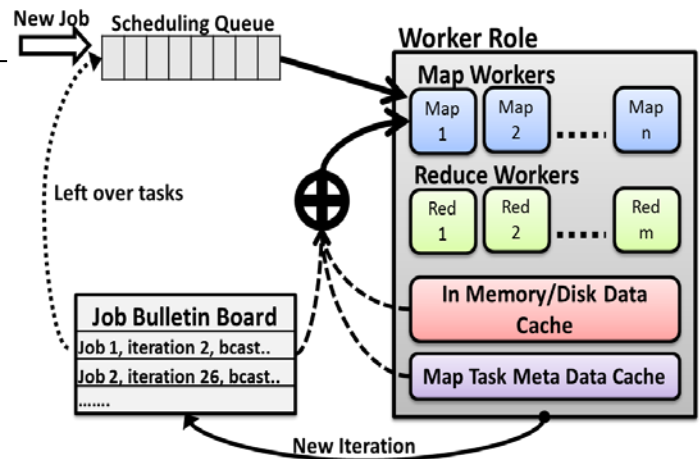 New Job
Scheduling Queue
Worker Role
Map Workers
Map
1
Map
2
Map
n
Reduce Workers
Red
1
Red
2
Red
m
Left over tasks
In Memory/Disk Data
Cache
Map Task Meta Data Cache
Job Bulletin Board
Job 1, iteration 2, bcast..
Job 2, iteration 26, bcast..
.......
New Iteration